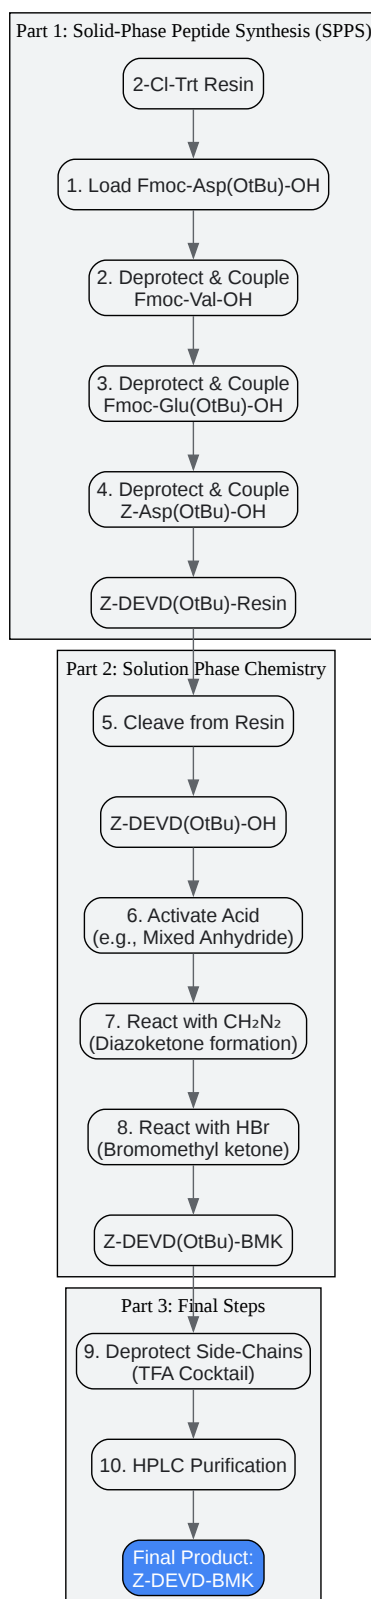 Part 1: Solid-Phase Peptide Synthesis (SPPS)
2-Cl-Trt Resin
1. Load Fmoc-Asp(OtBu)-OH
2. Deprotect & Couple
Fmoc-Val-OH
3. Deprotect & Couple
Fmoc-Glu(OtBu)-OH
4. Deprotect & Couple
Z-Asp(OtBu)-OH
Z-DEVD(OtBu)-Resin
Part 2: Solution Phase Chemistry
5. Cleave from Resin
Z-DEVD(OtBu)-OH
6. Activate Acid
(e.g., Mixed Anhydride)
7. React with CH₂N₂
(Diazoketone formation)
8. React with HBr
(Bromomethyl ketone)
Z-DEVD(OtBu)-BMK
Part 3: Final Steps
9. Deprotect Side-Chains
(TFA Cocktail)
10. HPLC Purification
Final Product:
Z-DEVD-BMK